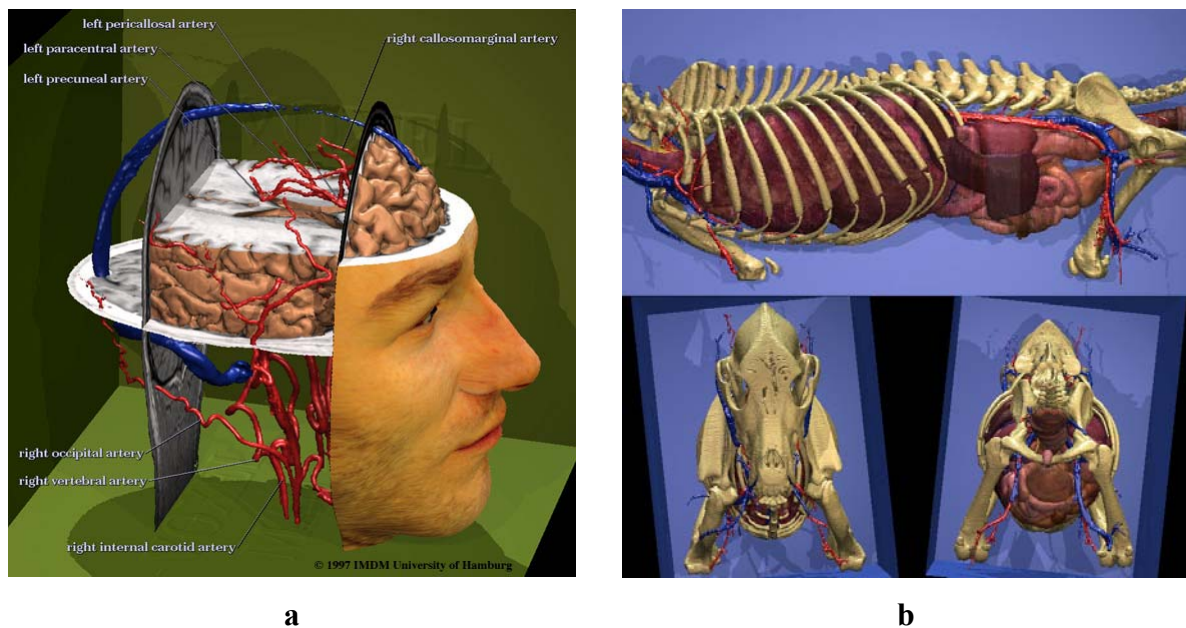 left pericallosal artery
right callosomarginal artery
left paracentral artery
left precuneal artery
right occipital artery
right vertebral artery
right internal carotid artery
© 1997 IMDM University of Hamburg
a
b